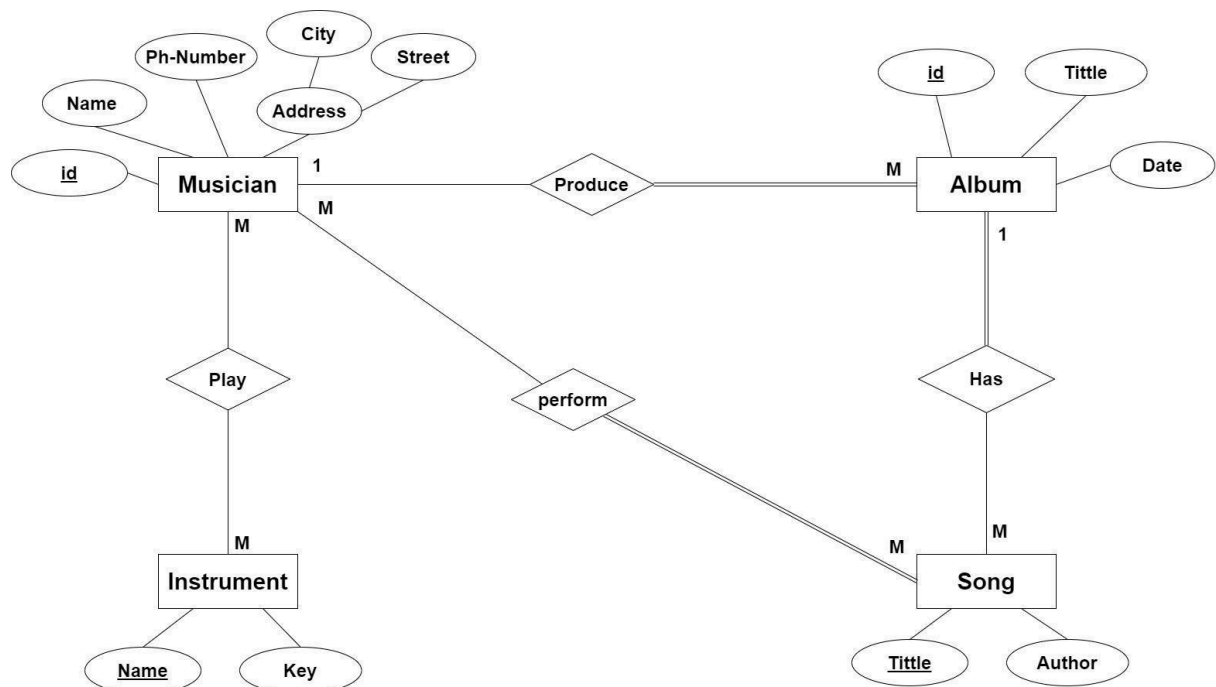 City
Ph-Number
Street
id
Tittle
Name
Address
id
Musician
1
M
Produce
M
Album
Date
M
1
Play
perform
Has
M
M
M
Instrument
Song
Name
Key
Tittle
Author